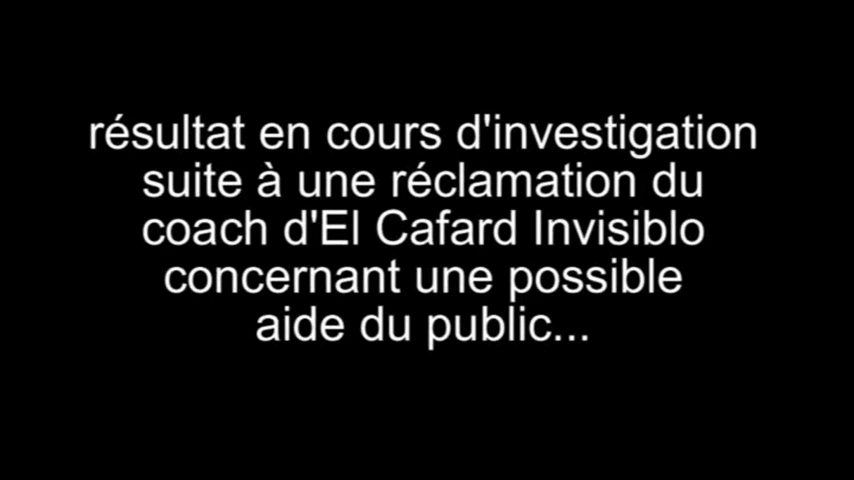 résultat en cours d'investigation
suite à une réclamation du
coach d'El Cafard Invisiblo
concernant une possible
aide du public...